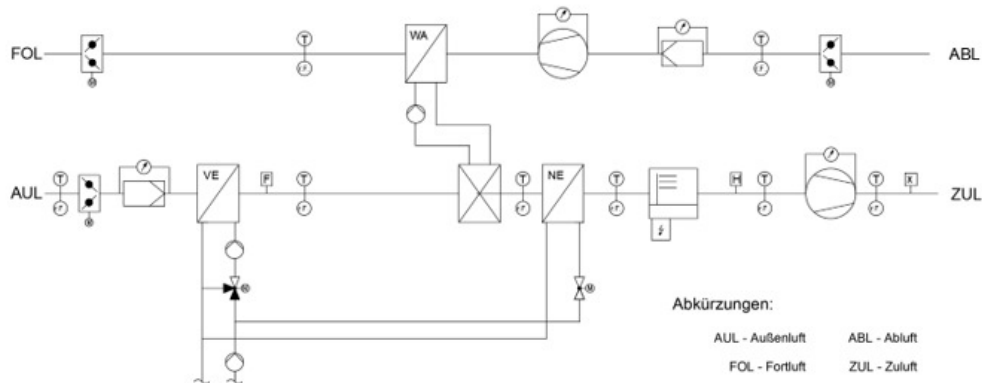 T WA T
FOL ABL
r.F. r.F.
M M
T VE F T T NE T H T T X
AUL ZUL
r.F. r.F. r.F. r.F. r.F. r.F.
M
M M
Abkürzungen:
AUL - Außenluft ABL - Abluft
FOL - Fortluft ZUL - Zuluft